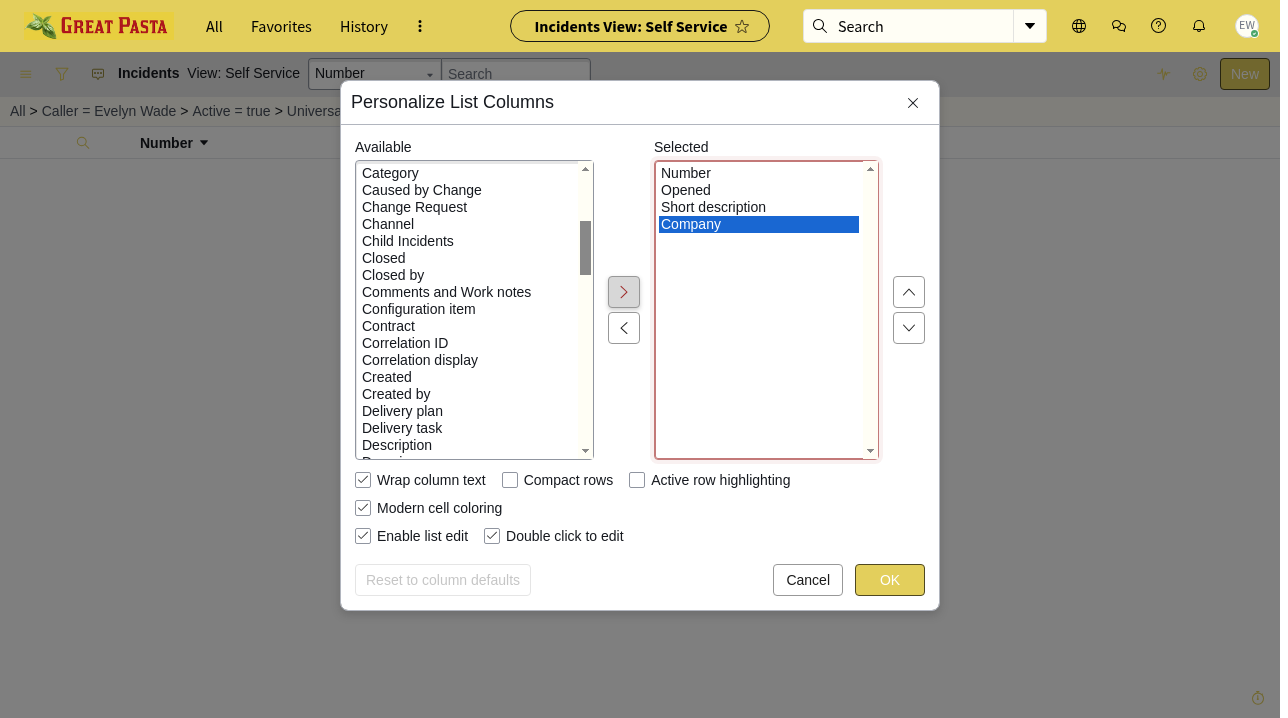 GREAT PASTA
All
Favorites
History
Incidents View: Self Service
Search
EW
Incidents View: Self Service
Number
Search
New
All > Caller = Evelyn Wade > Active = true > Universa
Number
Personalize List Columns
Available
Category
Caused by Change
Change Request
Channel
Child Incidents
Closed
Closed by
Comments and Work notes
Configuration item
Contract
Correlation ID
Correlation display
Created
Created by
Delivery plan
Delivery task
Description
Selected
Number
Opened
Short description
Company
Wrap column text
Compact rows
Active row highlighting
Modern cell coloring
Enable list edit
Double click to edit
Reset to column defaults
Cancel
OK